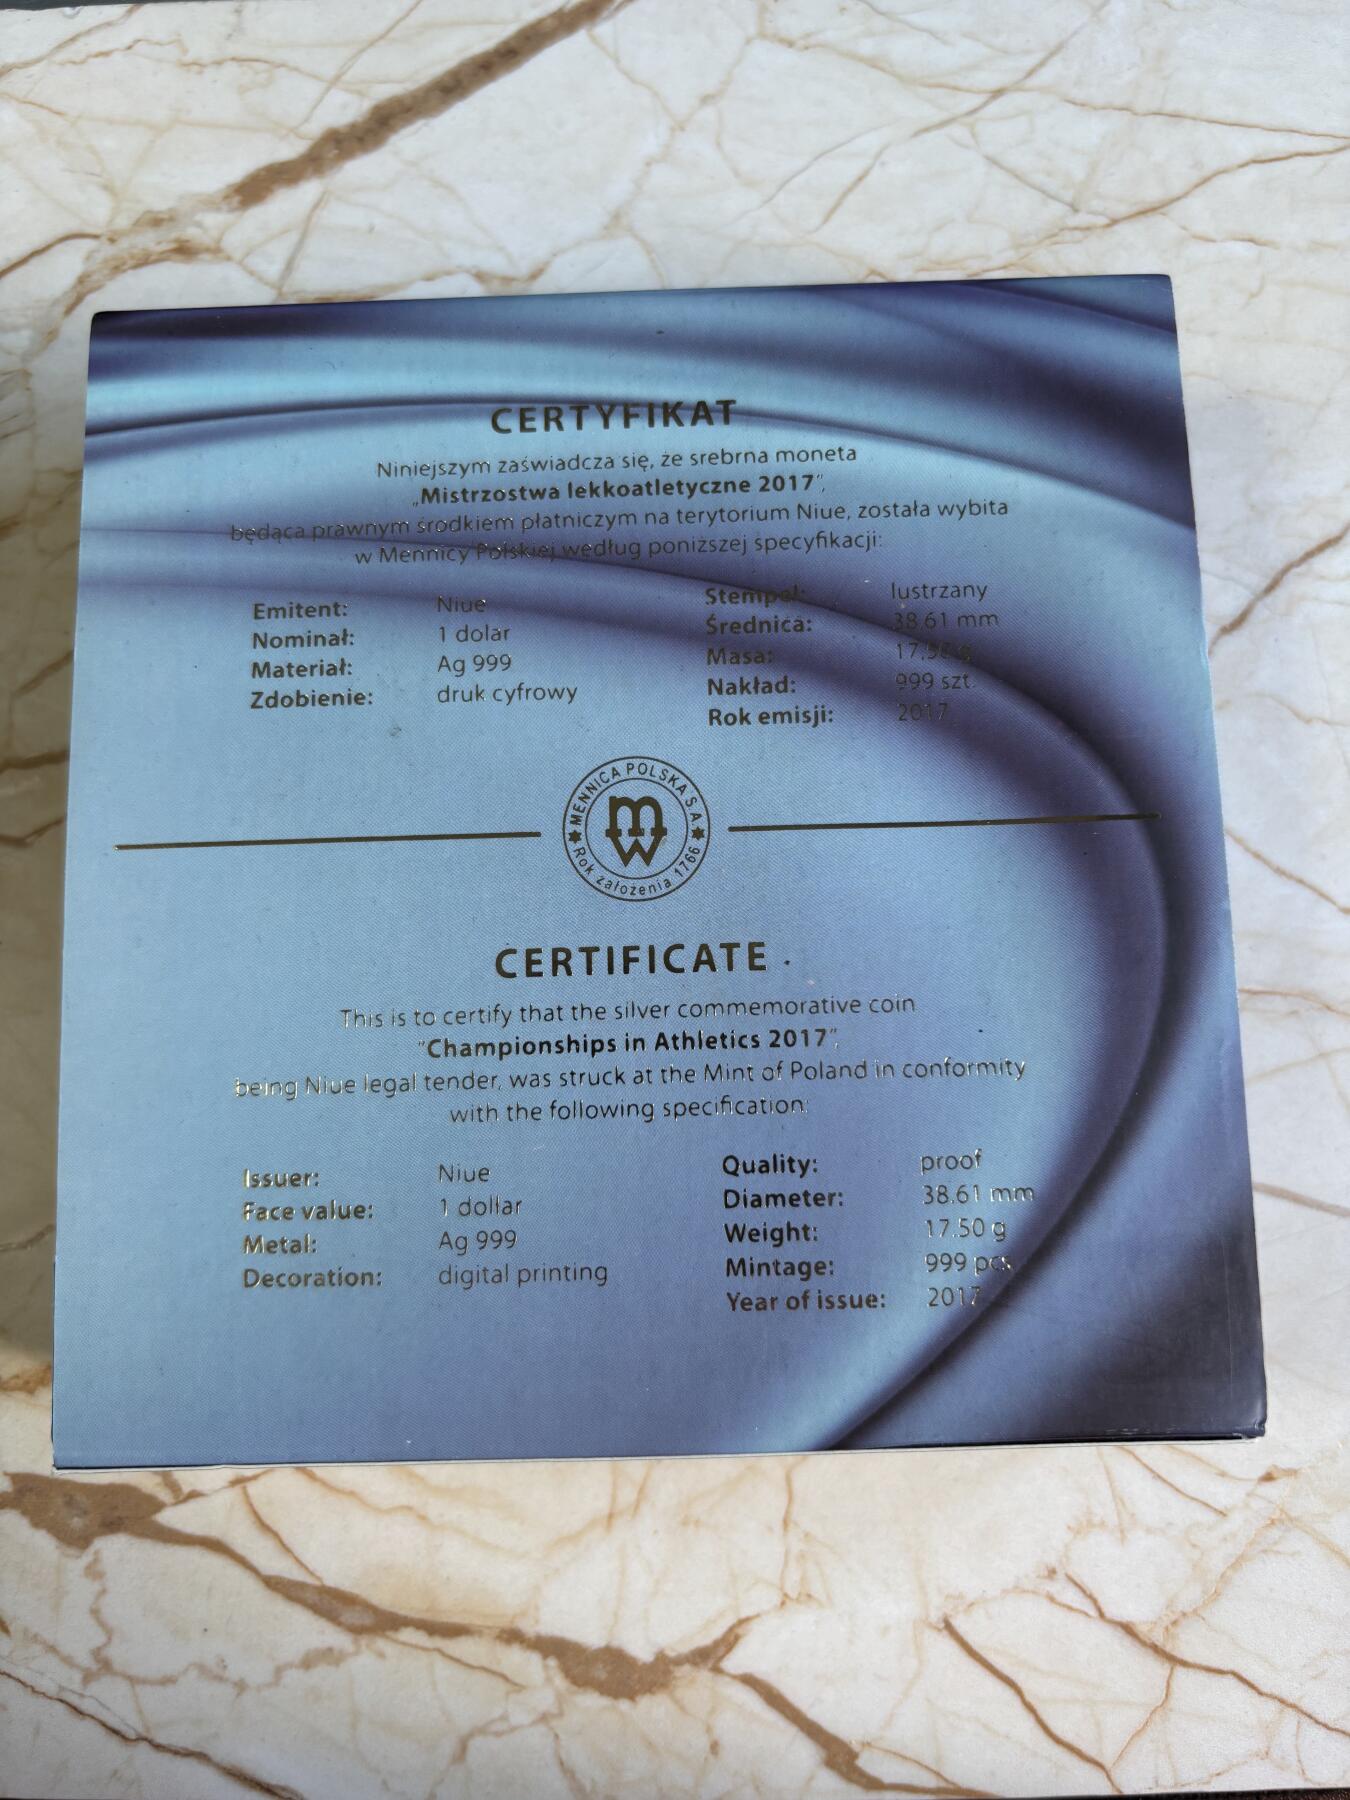 CERTYFIKAT
Niniejszym zaświadcza się, że srebrna moneta
„Mistrzostwa lekkoatletyczne 2017”,
będąca prawnym środkiem płatniczym na terytorium Niue, została wybita
w Mennicy Polskiej według poniższej specyfikacji:
Emitent: Niue
Nominał: 1 dolar
Materiał: Ag 999
Zdobienie: druk cyfrowy
Stempel: lustrzany
Średnica: 38.61 mm
Masa: 17,50 g
Nakład: 999 szt.
Rok emisji: 2017
MENNICA POLSKA S.A.
mw
Rok założenia 1766
CERTIFICATE
This is to certify that the silver commemorative coin
"Championships in Athletics 2017",
being Niue legal tender, was struck at the Mint of Poland in conformity
with the following specification:
Issuer: Niue
Face value: 1 dollar
Metal: Ag 999
Decoration: digital printing
Quality: proof
Diameter: 38.61 mm
Weight: 17.50 g
Mintage: 999 pcs
Year of issue: 2017